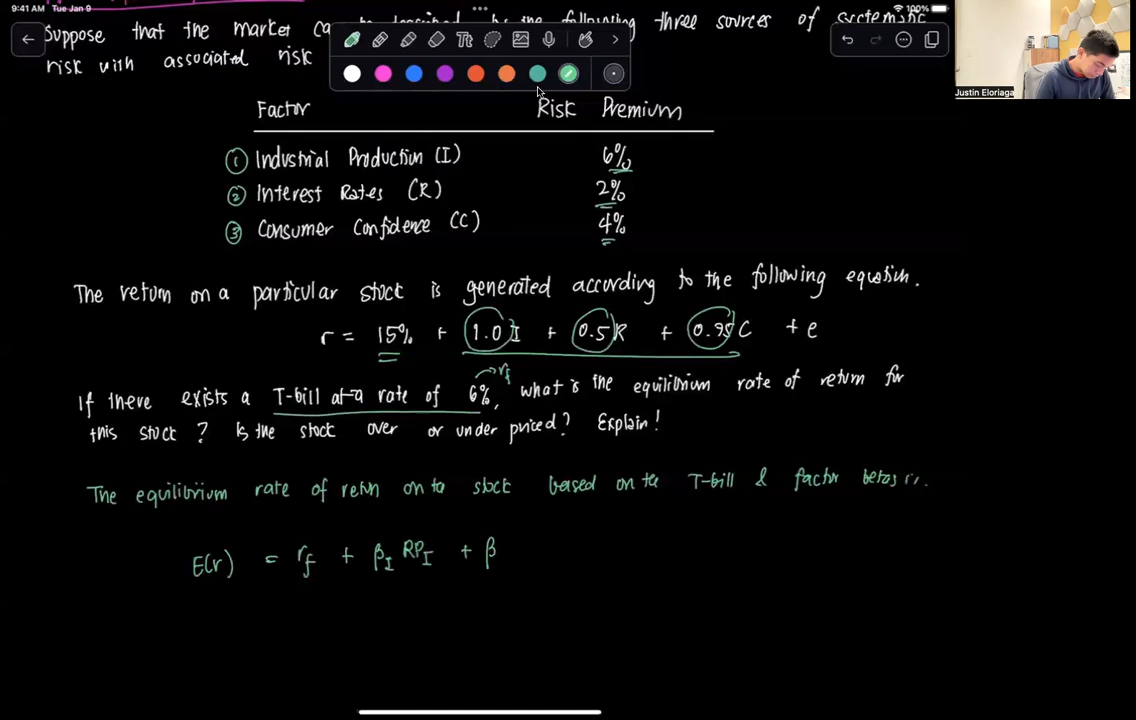 9:41 AM Tue Jan 9
100%
Suppose that the market ca the following three sources of systematic
risk with associated risk
Justin Eloriaga
Factor Risk Premium
① Industrial Production (I) 6%
② Interest Rates (R) 2%
③ Consumer Confidence (C) 4%
The return on a particular stock is generated according to the following equation.
r = 15% + 1.0 I + 0.5 R + 0.75 C + e
rf
If there exists a T-bill at a rate of 6%, what is the equilibrium rate of return for
this stock? Is the stock over or under priced? Explain!
The equilibrium rate of return on the stock based on the T-bill & factor betas is.
E(r) = rf + βI RPI + β